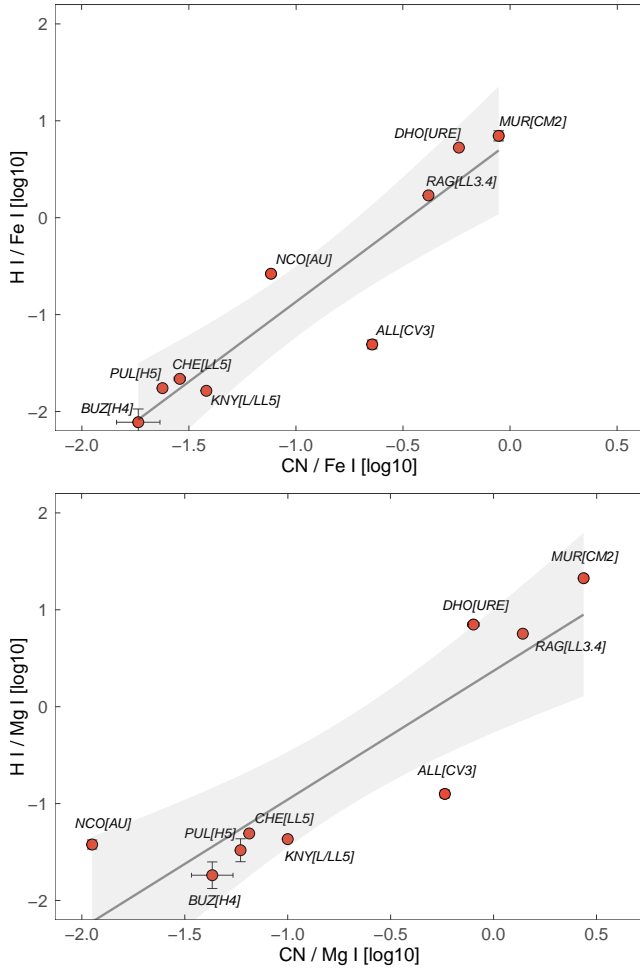 2
MUR[CM2]
DHO[URE]
1
RAG[LL3.4]
H I / Fe I [log10]
0
NCO[AU]
ALL[CV3]
−1
CHE[LL5]
PUL[H5]
KNY[L/LL5]
BUZ[H4]
−2
−2.0 −1.5 −1.0 −0.5 0.0 0.5
CN / Fe I [log10]
2
MUR[CM2]
DHO[URE]
1
RAG[LL3.4]
H I / Mg I [log10]
0
ALL[CV3]
−1
NCO[AU]
CHE[LL5]
PUL[H5]
KNY[L/LL5]
BUZ[H4]
−2
−2.0 −1.5 −1.0 −0.5 0.0 0.5
CN / Mg I [log10]